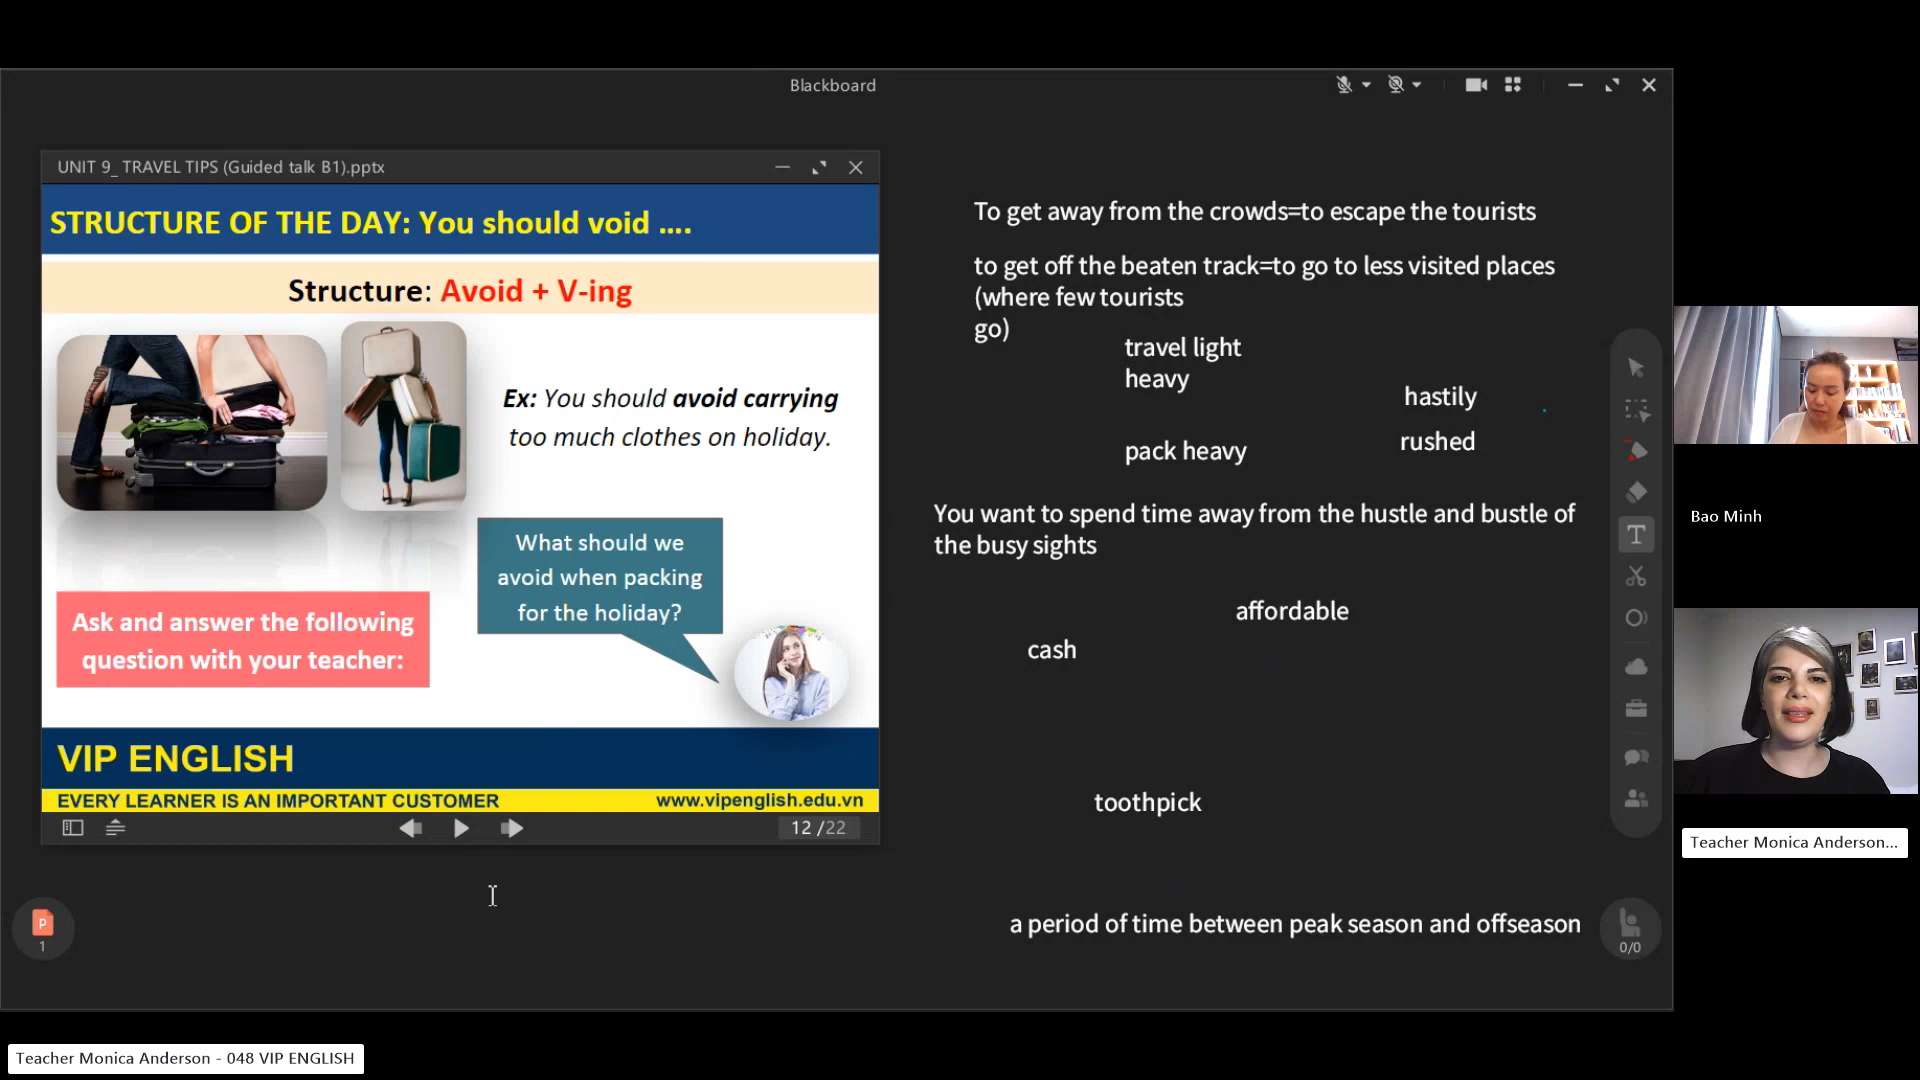 Blackboard
UNIT 9_ TRAVEL TIPS (Guided talk B1).pptx
STRUCTURE OF THE DAY: You should void ....
Structure: Avoid + V-ing
Ex: You should avoid carrying
too much clothes on holiday.
What should we
avoid when packing
for the holiday?
Ask and answer the following
question with your teacher:
VIP ENGLISH
EVERY LEARNER IS AN IMPORTANT CUSTOMER
www.vipenglish.edu.vn
12 /22
P
1
To get away from the crowds=to escape the tourists
to get off the beaten track=to go to less visited places
(where few tourists
go)
travel light
heavy
hastily
rushed
pack heavy
You want to spend time away from the hustle and bustle of
the busy sights
affordable
cash
toothpick
a period of time between peak season and offseason
T
0/0
Bao Minh
Teacher Monica Anderson...
Teacher Monica Anderson - 048 VIP ENGLISH